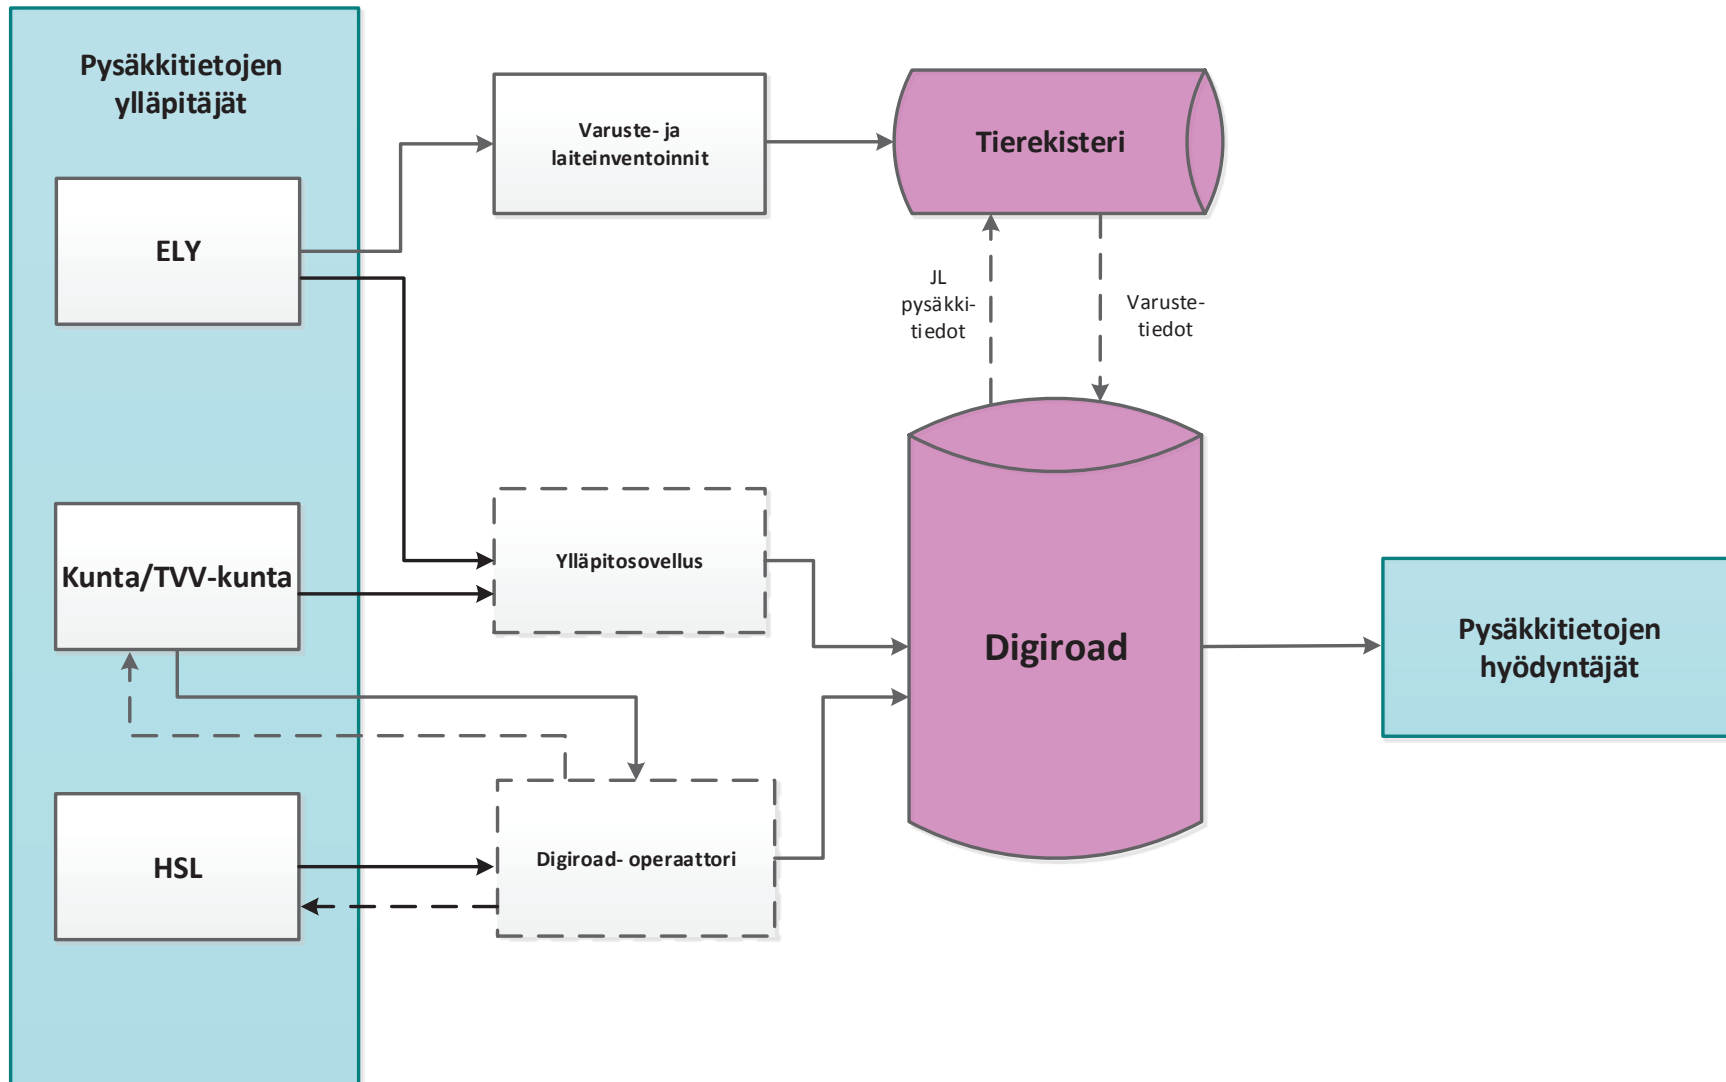 Pysäkkitietojen
ylläpitäjät
ELY
Kunta/TVV-kunta
HSL
Varuste- ja
laiteinventoinnit
Tierekisteri
JL
pysäkki-
tiedot
Varuste-
tiedot
Ylläpitosovellus
Digiroad- operaattori
Digiroad
Pysäkkitietojen
hyödyntäjät